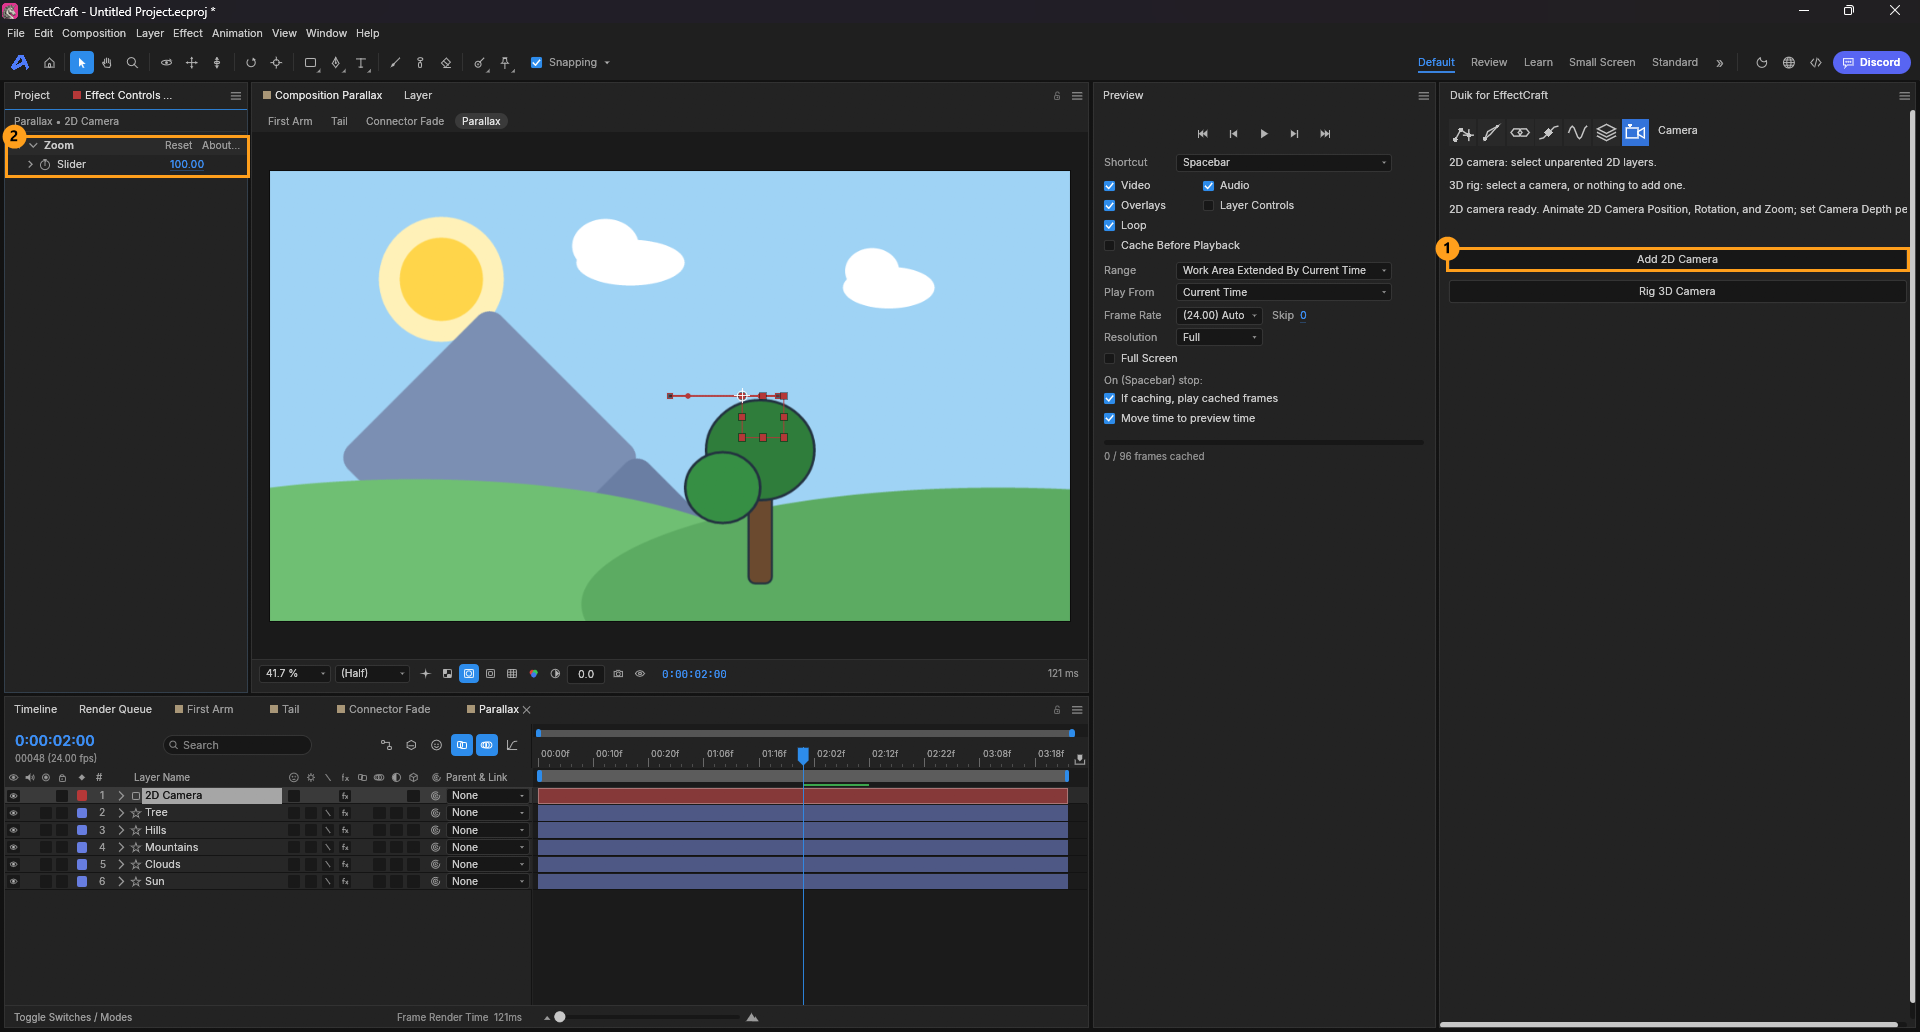 EffectCraft - Untitled Project.ecproj *
File Edit Composition Layer Effect Animation View Window Help
Snapping
Default Review Learn Small Screen Standard » Discord
Project Effect Controls ...
Parallax • 2D Camera
2
Zoom Reset About...
Slider 100.00
Composition Parallax Layer
First Arm Tail Connector Fade Parallax
41.7 % (Half) 0.0 0:00:02:00 121 ms
Preview
Shortcut Spacebar
Video Audio
Overlays Layer Controls
Loop
Cache Before Playback
Range Work Area Extended By Current Time
Play From Current Time
Frame Rate (24.00) Auto Skip 0
Resolution Full
Full Screen
On (Spacebar) stop:
If caching, play cached frames
Move time to preview time
0 / 96 frames cached
Duik for EffectCraft
Camera
2D camera: select unparented 2D layers.
3D rig: select a camera, or nothing to add one.
2D camera ready. Animate 2D Camera Position, Rotation, and Zoom; set Camera Depth pe
1
Add 2D Camera
Rig 3D Camera
Timeline Render Queue First Arm Tail Connector Fade Parallax
0:00:02:00
00048 (24.00 fps)
Search
00:00f 00:10f 00:20f 01:06f 01:16f 02:02f 02:12f 02:22f 03:08f 03:18f
# Layer Name fx Parent & Link
1 2D Camera fx None
2 Tree fx None
3 Hills fx None
4 Mountains fx None
5 Clouds fx None
6 Sun fx None
Toggle Switches / Modes Frame Render Time 121ms